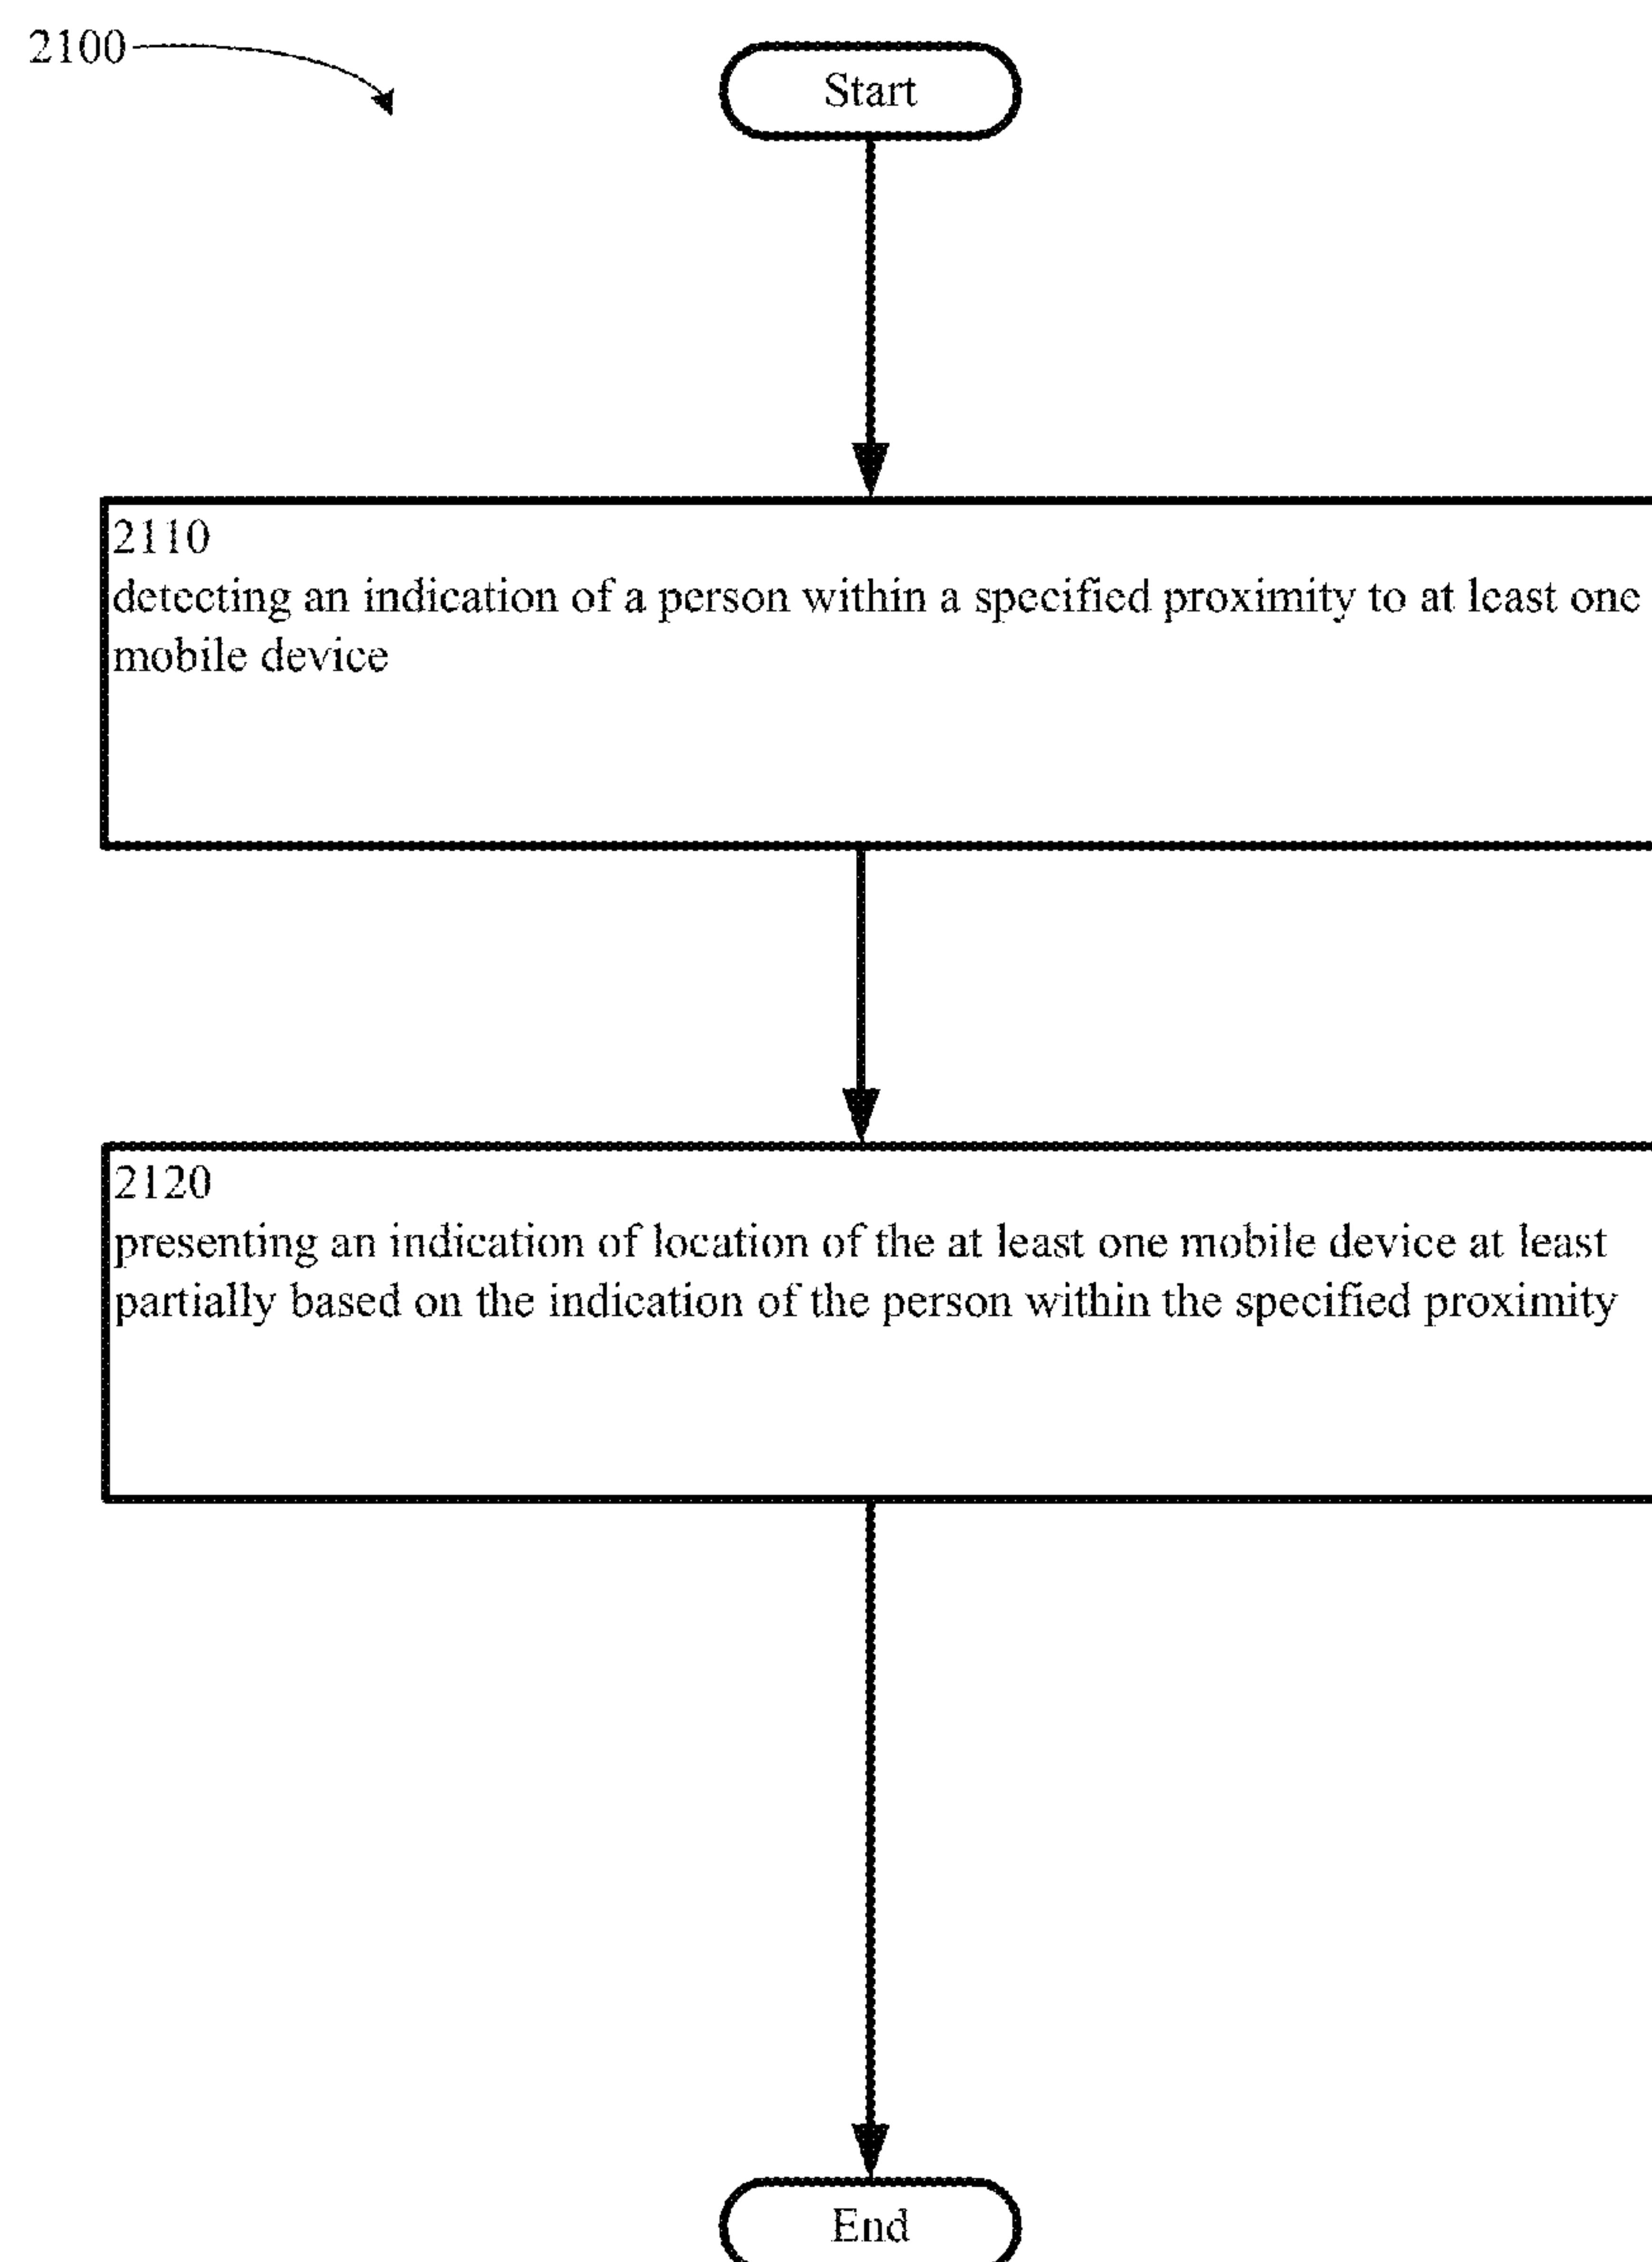 2100
Start
2110
detecting an indication of a person within a specified proximity to at least one
mobile device
2120
presenting an indication of location of the at least one mobile device at least
partially based on the indication of the person within the specified proximity
End